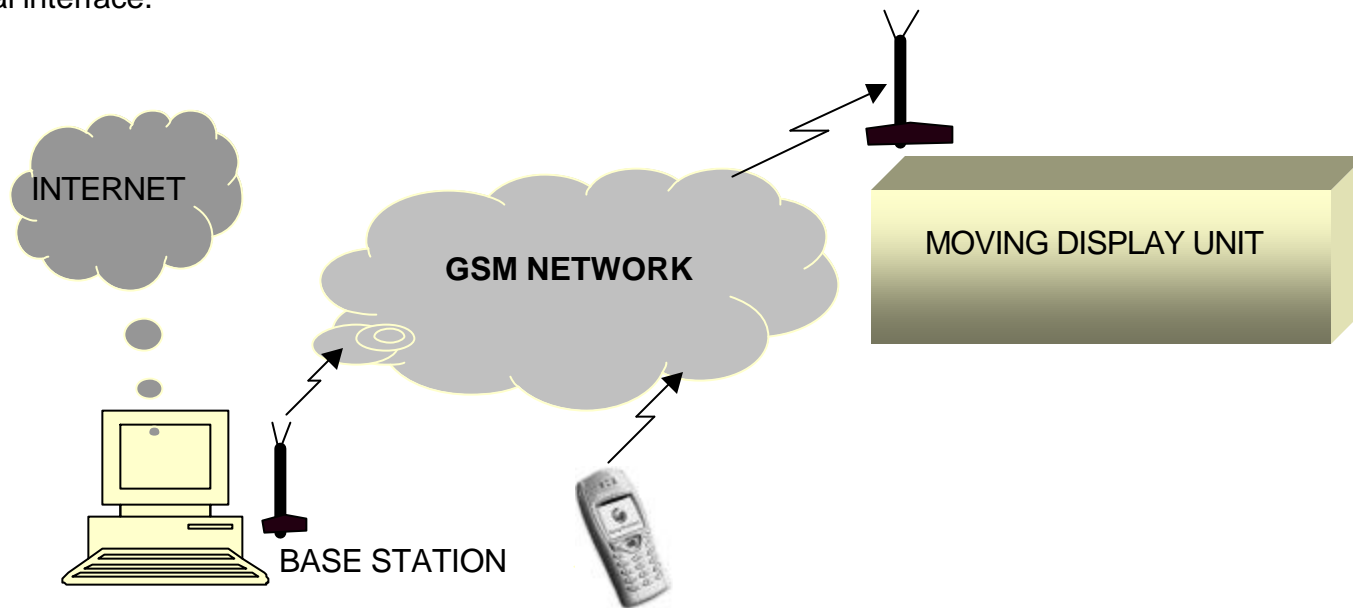 al interface.
INTERNET
GSM NETWORK
MOVING DISPLAY UNIT
BASE STATION